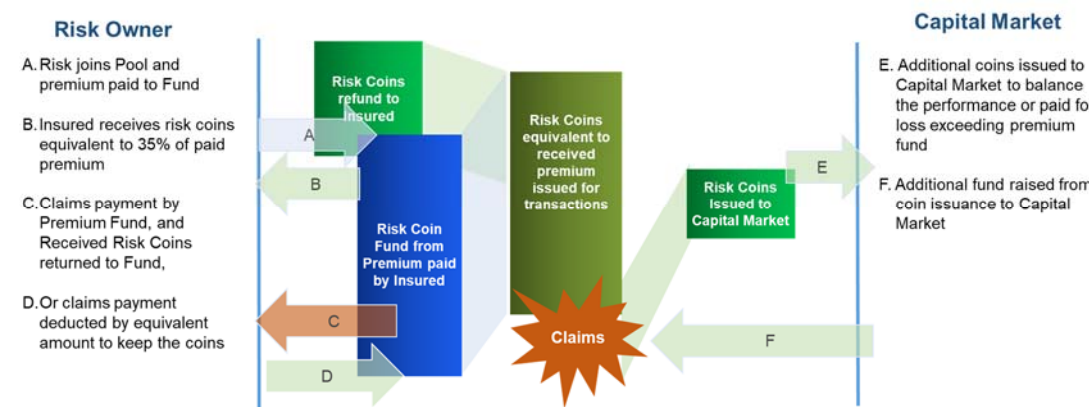 Risk Owner
A. Risk joins Pool and
premium paid to Fund
B. Insured receives risk coins
equivalent to 35% of paid
premium
C. Claims payment by
Premium Fund, and
Received Risk Coins
returned to Fund,
D. Or claims payment
deducted by equivalent
amount to keep the coins
Risk Coins
refund to
Insured
A
B
Risk Coin
Fund from
Premium paid
by Insured
C
D
Risk Coins
equivalent to
received
premium
issued for
transactions
Claims
Risk Coins
Issued to
Capital Market
E
F
Capital Market
E. Additional coins issued to
Capital Market to balance
the performance or paid fo
loss exceeding premium
fund
F. Additional fund raised from
coin issuance to Capital
Market